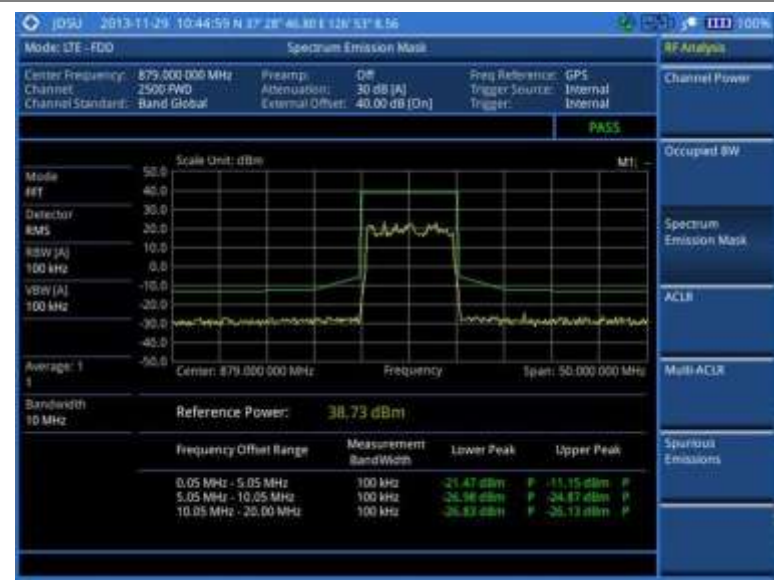 JDSU 2013-11-29 10:44:59 N 37° 28' 46.80 E 126° 53' 8.56 100%
Mode: LTE - FDD Spectrum Emission Mask RF Analysis
Center Frequency: 879.000 000 MHz Preamp: Off Freq Reference: GPS
Channel: 2500 FWD Attenuation: 30 dB [A] Trigger Source: Internal
Channel Standard: Band Global External Offset: 40.00 dB [On] Trigger: Internal
Channel Power
PASS
Scale Unit: dBm M1: --
Occupied BW
Mode
FFT
Detector
RMS
RBW [A]
100 kHz
VBW [A]
100 kHz
Average: 1
1
Bandwidth
10 MHz
50.0
40.0
30.0
20.0
10.0
0.0
-10.0
-20.0
-30.0
-40.0
-50.0
Center: 879.000 000 MHz Frequency Span: 50.000 000 MHz
Spectrum
Emission Mask
ACLR
Multi-ACLR
Spurious
Emissions
Reference Power: 38.73 dBm
Frequency Offset Range Measurement BandWidth Lower Peak Upper Peak
0.05 MHz - 5.05 MHz 100 kHz -21.47 dBm P -11.15 dBm P
5.05 MHz - 10.05 MHz 100 kHz -26.98 dBm P -24.87 dBm P
10.05 MHz - 20.00 MHz 100 kHz -26.83 dBm P -26.13 dBm P